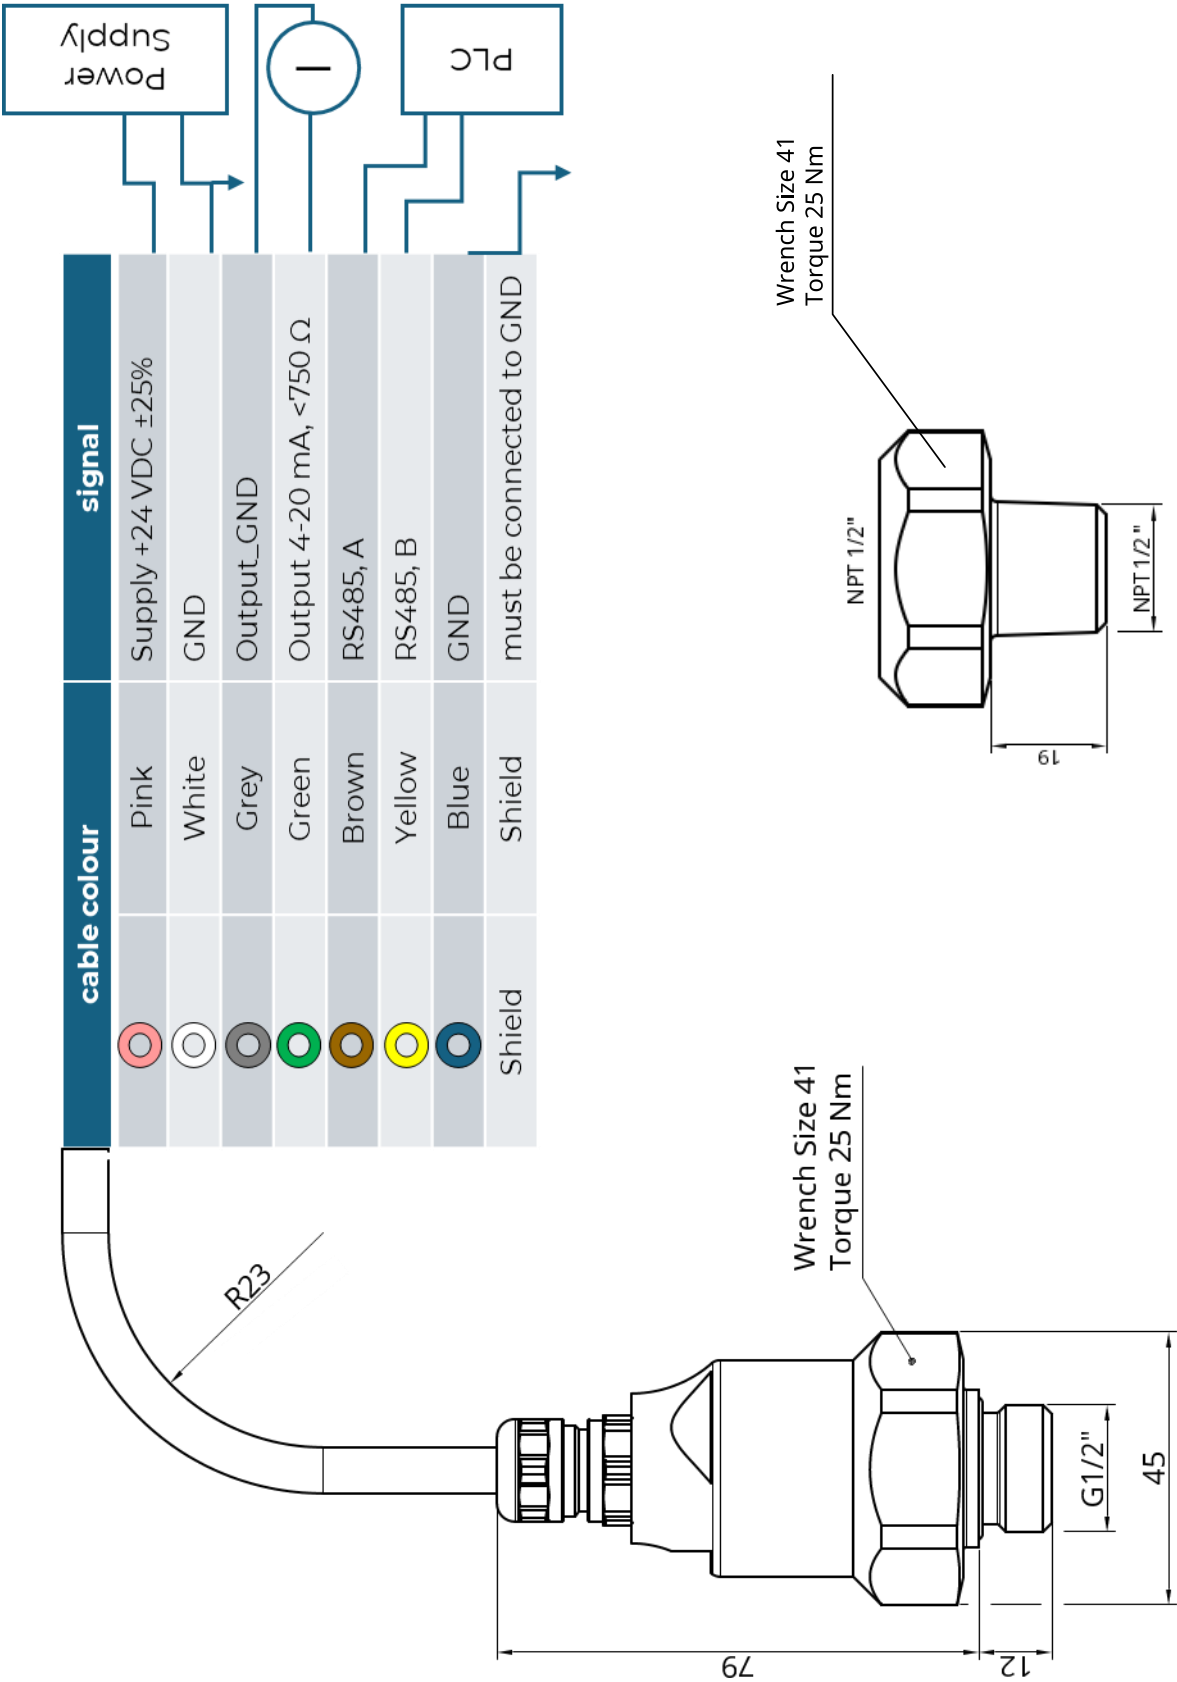 cable colour signal
Pink Supply +24 VDC ±25%
White GND
Grey Output_GND
Green Output 4-20 mA, <750 Ω
Brown RS485, A
Yellow RS485, B
Blue GND
Shield Shield must be connected to GND
Power
Supply
I
PLC
R23
Wrench Size 41
Torque 25 Nm
G1/2"
45
79
12
Wrench Size 41
Torque 25 Nm
NPT 1/2"
NPT1/2"
19